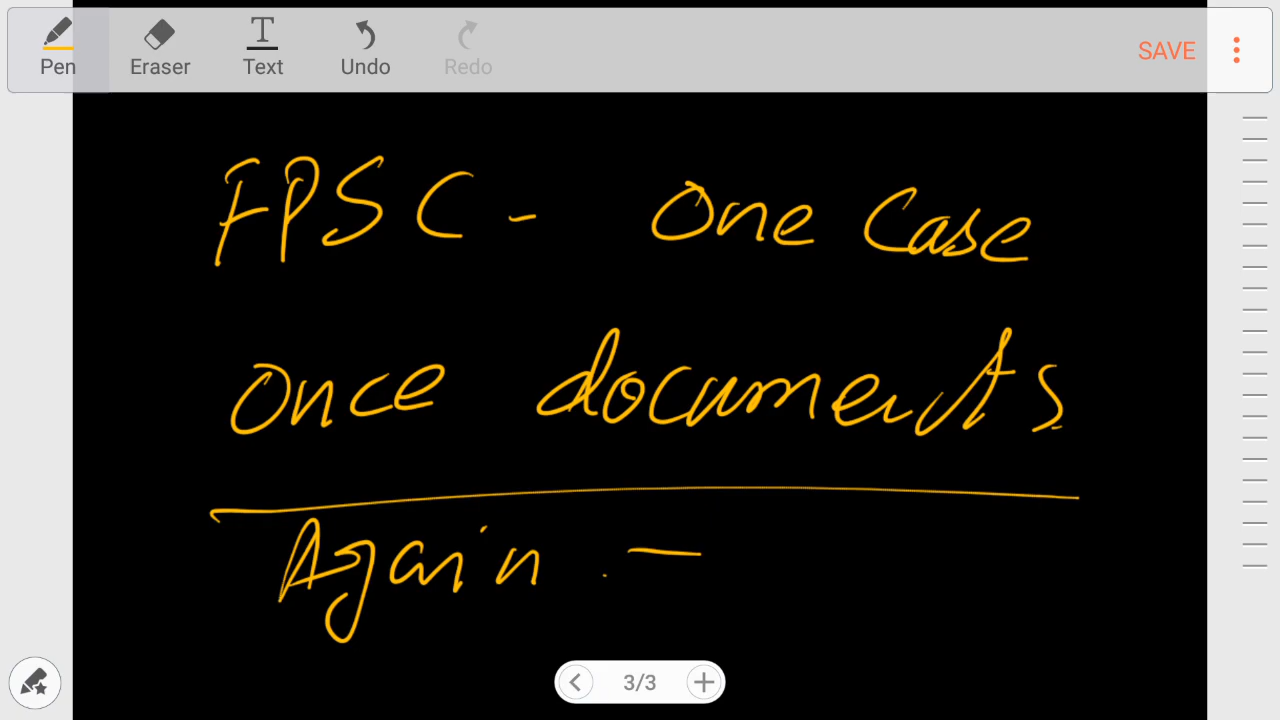 Pen Eraser Text Undo Redo SAVE
FPSC - One Case
Once documents
Again . —
3/3